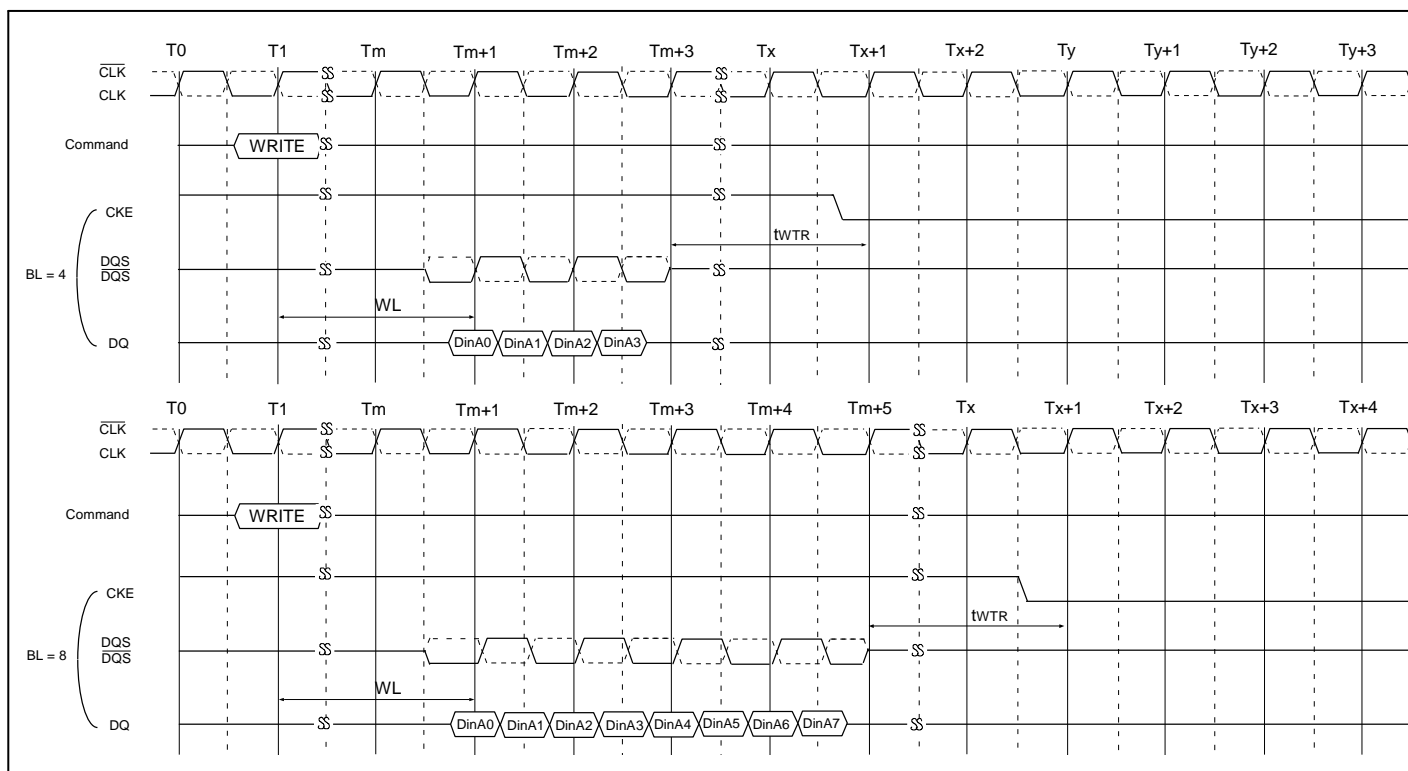 T0 T1 Tm Tm+1 Tm+2 Tm+3 Tx Tx+1 Tx+2 Ty Ty+1 Ty+2 Ty+3
CLK
CLK
Command WRITE
CKE
tWTR
BL = 4
DQS
DQS
WL
DQ DinA0 DinA1 DinA2 DinA3
T0 T1 Tm Tm+1 Tm+2 Tm+3 Tm+4 Tm+5 Tx Tx+1 Tx+2 Tx+3 Tx+4
CLK
CLK
Command WRITE
CKE
tWTR
BL = 8
DQS
DQS
WL
DQ DinA0 DinA1 DinA2 DinA3 DinA4 DinA5 DinA6 DinA7